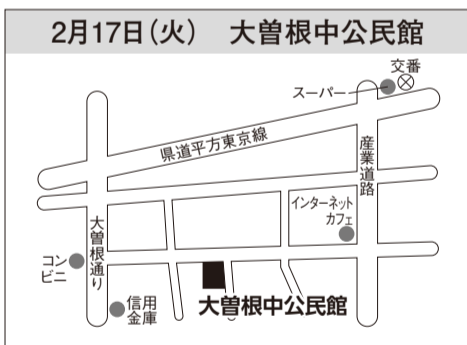 2月17日（火）　大曽根中公民館
交番
スーパー
県道平方東京線
産業道路
インターネット
カフェ
大曽根通り
コン
ビニ
信用
金庫
大曽根中公民館